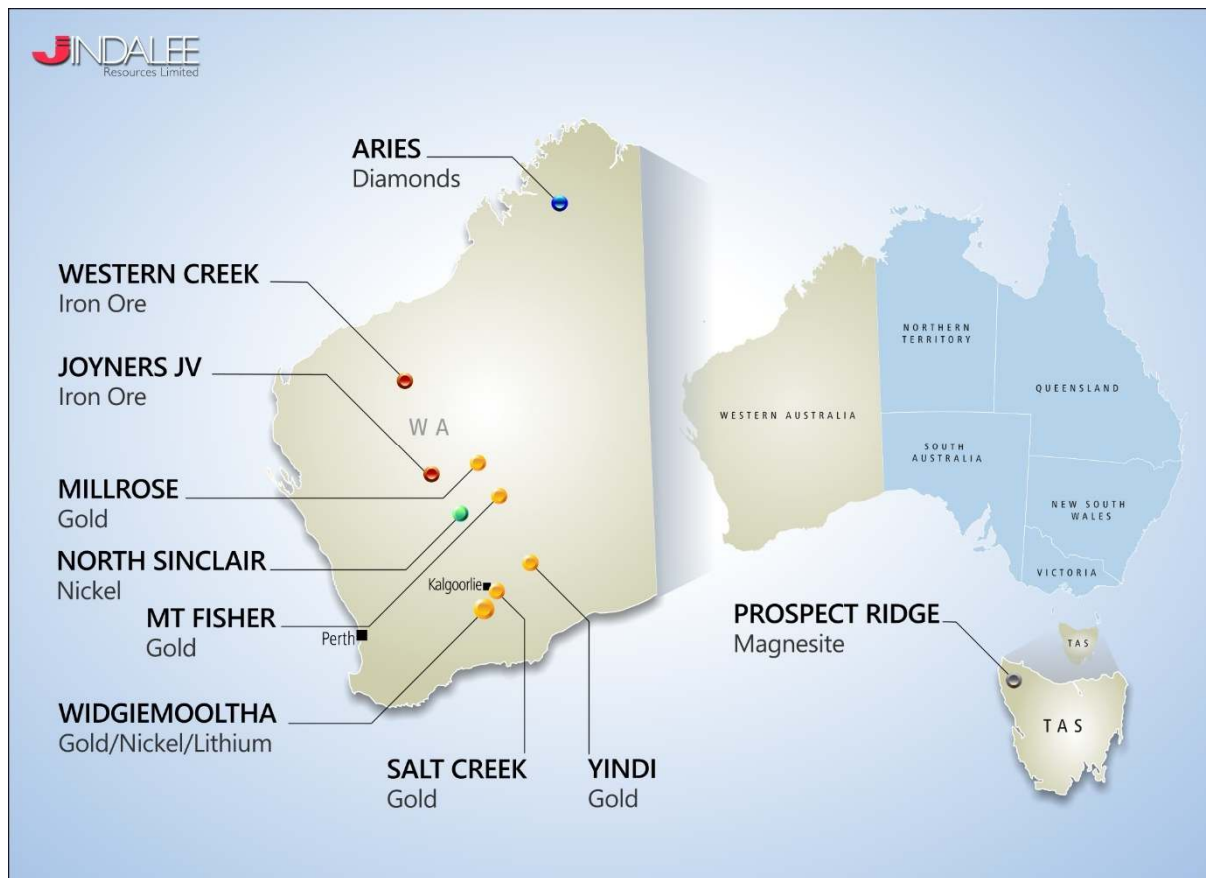 JINDALEE
Resources Limited
ARIES
Diamonds
WESTERN CREEK
Iron Ore
JOYNERS JV
Iron Ore
WA
MILLROSE
Gold
NORTH SINCLAIR
Nickel
MT FISHER
Gold
Kalgoorlie
Perth
WIDGIEMOOLTHA
Gold/Nickel/Lithium
SALT CREEK
Gold
YINDI
Gold
NORTHERN
TERRITORY
QUEENSLAND
WESTERN AUSTRALIA
SOUTH
AUSTRALIA
NEW SOUTH
WALES
VICTORIA
PROSPECT RIDGE
Magnesite
TAS
TAS